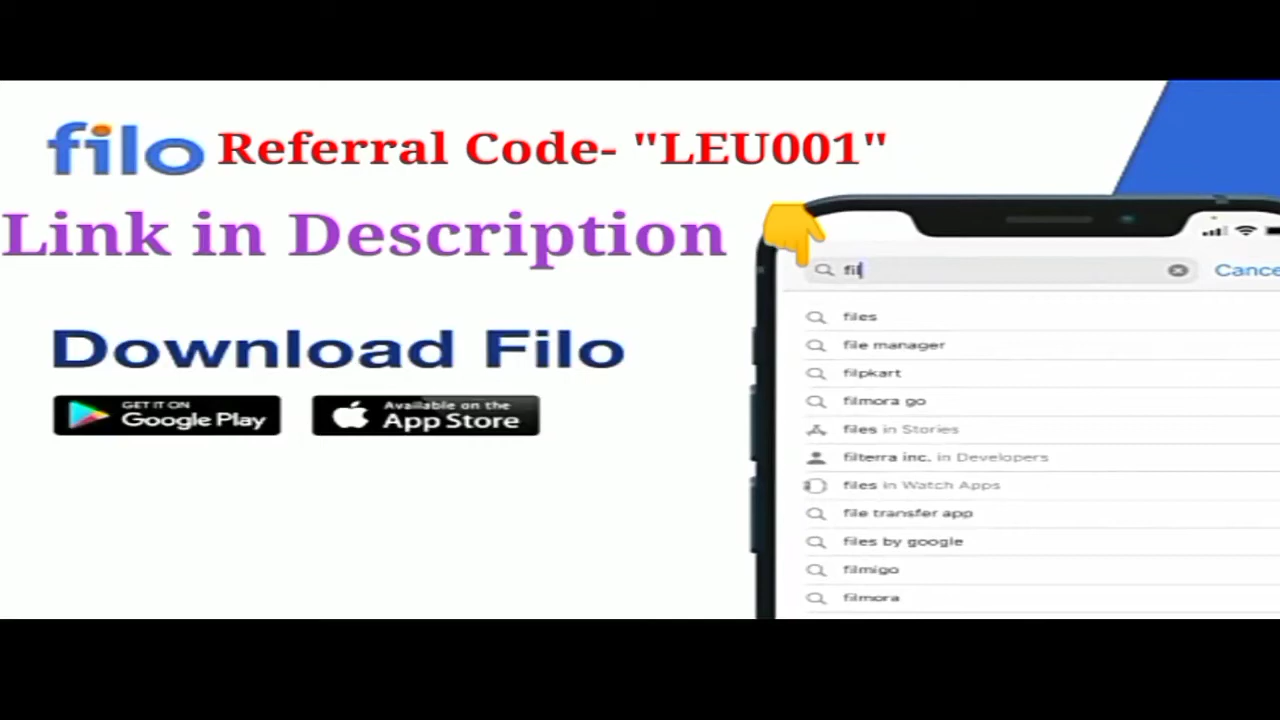 filo Referral Code- "LEU001"
Link in Description
Download Filo
GET IT ON
Google Play
Available on the
App Store
fil
Cance
files
file manager
filpkart
filmora go
files in Stories
filterra inc. in Developers
files in Watch Apps
file transfer app
files by google
filmigo
filmora